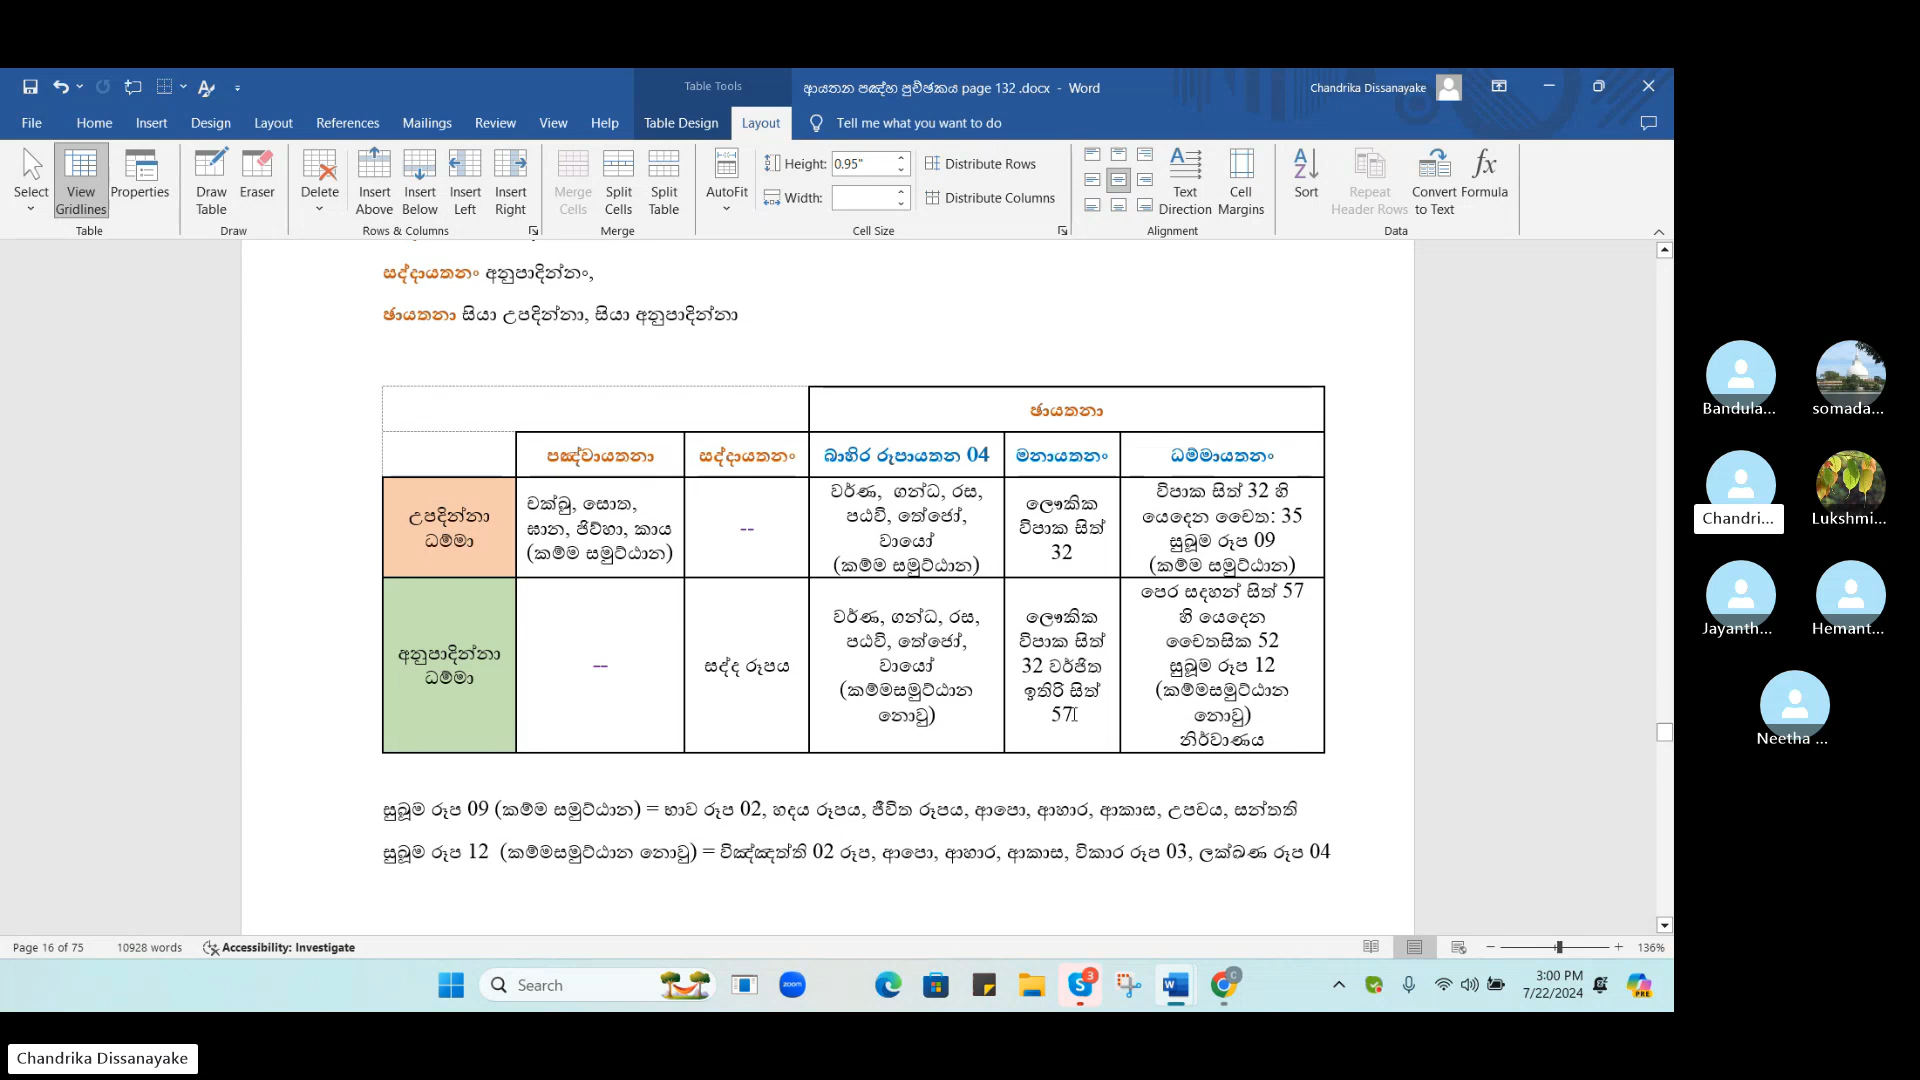 Table Tools
ආයතන පඤ්හ පුච්ඡකය page 132 .docx - Word
Chandrika Dissanayake
File Home Insert Design Layout References Mailings Review View Help Table Design Layout Tell me what you want to do
Select View Gridlines Properties
Table
Draw Table Eraser
Draw
Delete Insert Above Insert Below Insert Left Insert Right
Rows & Columns
Merge Cells Split Cells Split Table
Merge
AutoFit Height: 0.95" Width: Distribute Rows Distribute Columns
Cell Size
Text Direction Cell Margins
Alignment
Sort Repeat Header Rows Convert to Text Formula
Data
සද්දායතනං අනුපාදින්නං,
ඡායතනා සියා උපදින්නා, සියා අනුපාදින්නා
ඡායතනා
පඤ්චායතනා සද්දායතනං බාහිර රූපායතන 04 මනායතනං ධම්මායතනං
උපදින්නා
ධම්මා
චක්ඛු, සොත,
ඝාන, ජිව්හා, කාය
(කම්ම සමුට්ඨාන)
--
වර්ණ, ගන්ධ, රස,
පඨවි, තේජෝ,
වායෝ
(කම්ම සමුට්ඨාන)
ලෞකික
විපාක සිත්
32
විපාක සිත් 32 හි
යෙදෙන චෛත: 35
සුඛුම රූප 09
(කම්ම සමුට්ඨාන)
අනුපාදින්නා
ධම්මා
--
සද්ද රූපය
වර්ණ, ගන්ධ, රස,
පඨවි, තේජෝ,
වායෝ
(කම්මසමුට්ඨාන
නොවු)
ලෞකික
විපාක සිත්
32 වර්ජිත
ඉතිරි සිත්
57
පෙර සදහන් සිත් 57
හි යෙදෙන
චෛතසික 52
සුඛුම රූප 12
(කම්මසමුට්ඨාන
නොවු)
නිර්වාණය
සුඛුම රූප 09 (කම්ම සමුට්ඨාන) = භාව රූප 02, හදය රූපය, ජීවිත රූපය, ආපො, ආහාර, ආකාස, උපචය, සන්තති
සුඛුම රූප 12 (කම්මසමුට්ඨාන නොවු) = විඤ්ඤත්ති 02 රූප, ආපො, ආහාර, ආකාස, විකාර රූප 03, ලක්ඛණ රූප 04
Page 16 of 75 10928 words Accessibility: Investigate 136%
Search zoom 3 C PRE
3:00 PM
7/22/2024
Bandula... somada...
Chandri... Lukshmi...
Jayanth... Hemant...
Neetha ...
Chandrika Dissanayake